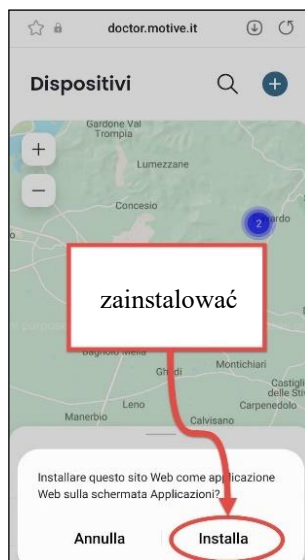 doctor.motive.it
Dispositivi
Gardone Val
Trompia
+
Lumezzane
−
Concesio
2
zainstalować
Montichiari
Leno
Manerbio
Calvisano
Carpenedolo
Installare questo sito Web come applicazione
Web sulla schermata Applicazioni?
Annulla
Installa